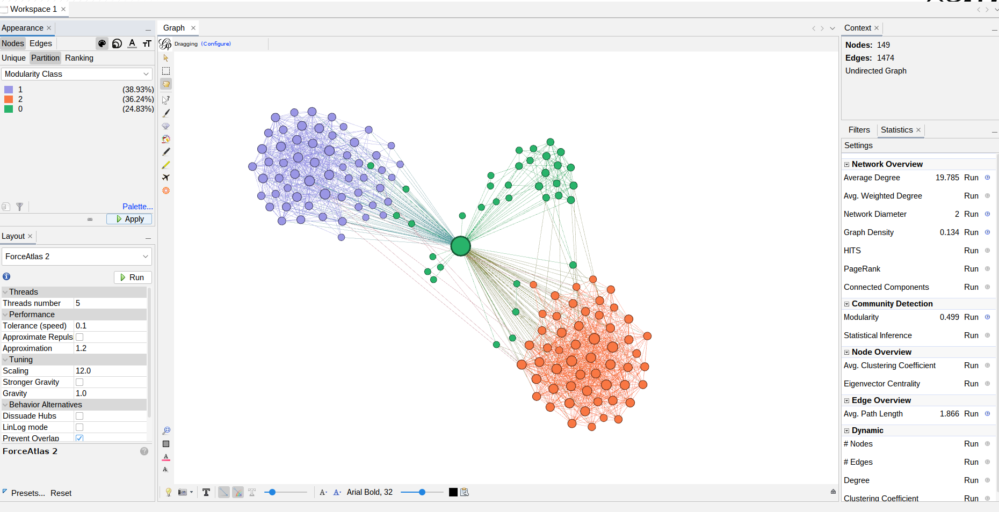 Workspace 1
Appearance
Nodes Edges
Unique Partition Ranking
Modularity Class
1 (38.93%)
2 (36.24%)
0 (24.83%)
Palette...
Apply
Layout
ForceAtlas 2
Run
Threads
Threads number 5
Performance
Tolerance (speed) 0.1
Approximate Repuls
Approximation 1.2
Tuning
Scaling 12.0
Stronger Gravity
Gravity 1.0
Behavior Alternatives
Dissuade Hubs
LinLog mode
Prevent Overlap
ForceAtlas 2
Presets... Reset
Graph
Dragging (Configure)
Arial Bold, 32
Context
Nodes: 149
Edges: 1474
Undirected Graph
Filters Statistics
Settings
Network Overview
Average Degree 19.785 Run
Avg. Weighted Degree Run
Network Diameter 2 Run
Graph Density 0.134 Run
HITS Run
PageRank Run
Connected Components Run
Community Detection
Modularity 0.499 Run
Statistical Inference Run
Node Overview
Avg. Clustering Coefficient Run
Eigenvector Centrality Run
Edge Overview
Avg. Path Length 1.866 Run
Dynamic
# Nodes Run
# Edges Run
Degree Run
Clustering Coefficient Run